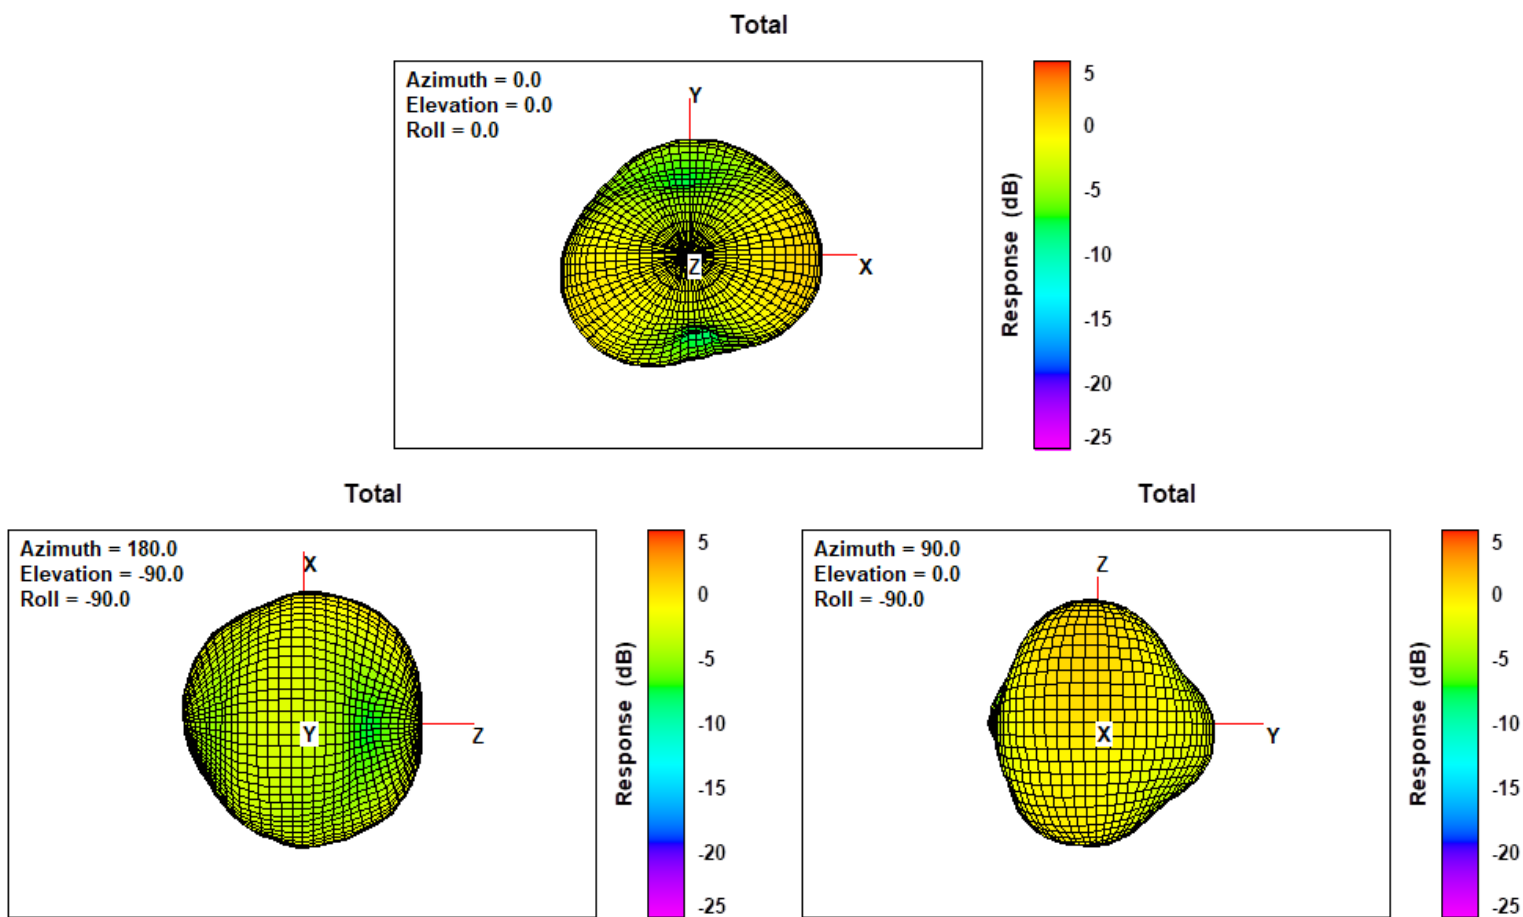 Total
Azimuth = 0.0
Elevation = 0.0
Roll = 0.0
Y
Z
X
5
0
-5
-10
-15
-20
-25
Response (dB)
Total
Azimuth = 180.0
Elevation = -90.0
Roll = -90.0
X
Y
Z
5
0
-5
-10
-15
-20
-25
Response (dB)
Total
Azimuth = 90.0
Elevation = 0.0
Roll = -90.0
Z
X
Y
5
0
-5
-10
-15
-20
-25
Response (dB)